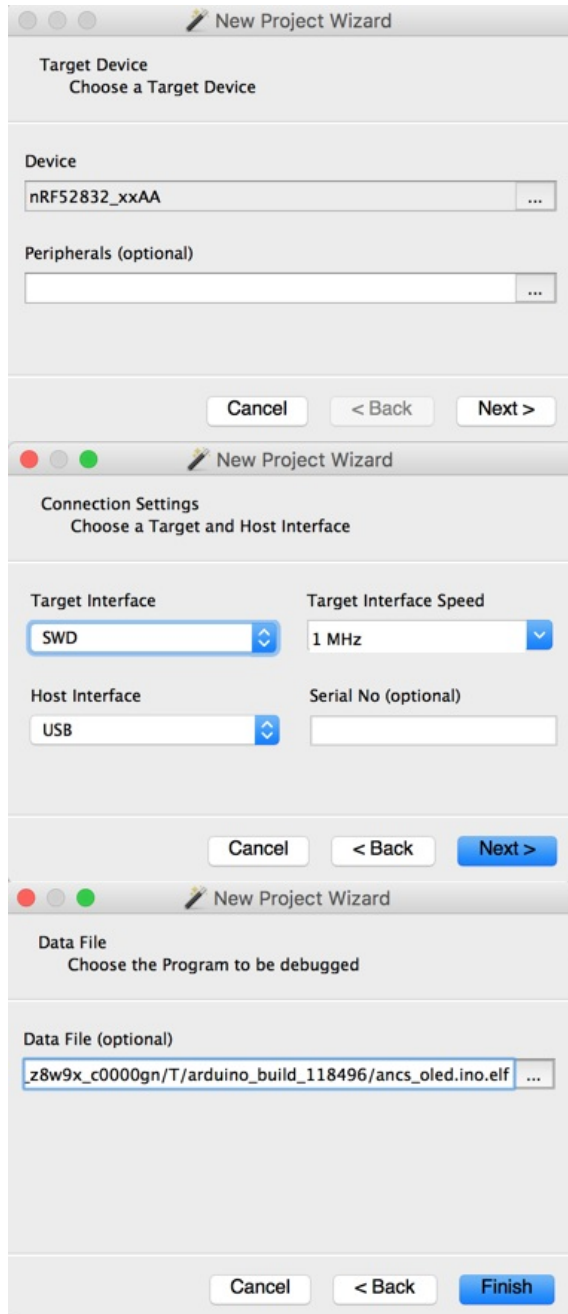 New Project Wizard
Target Device
Choose a Target Device
Device
nRF52832_xxAA
...
Peripherals (optional)
...
Cancel
< Back
Next >
New Project Wizard
Connection Settings
Choose a Target and Host Interface
Target Interface
Target Interface Speed
SWD
1 MHz
Host Interface
Serial No (optional)
USB
Cancel
< Back
Next >
New Project Wizard
Data File
Choose the Program to be debugged
Data File (optional)
_z8w9x_c0000gn/T/arduino_build_118496/ancs_oled.ino.elf
...
Cancel
< Back
Finish